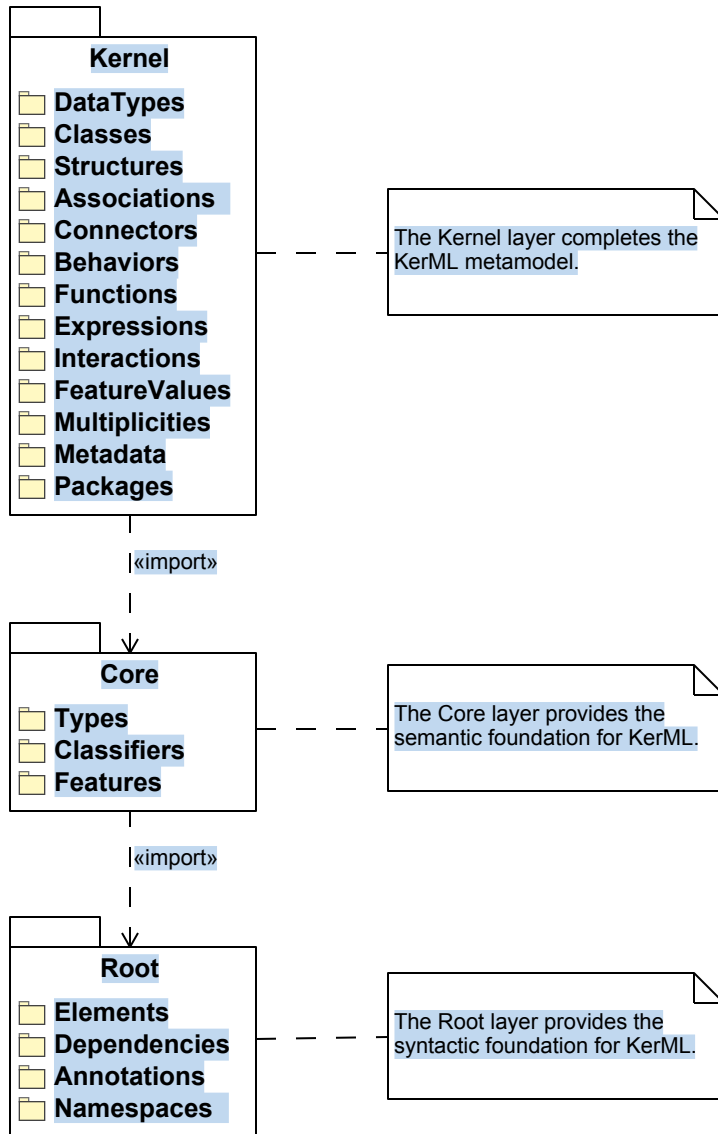 Kernel
DataTypes
Classes
Structures
Associations
Connectors
Behaviors
Functions
Expressions
Interactions
FeatureValues
Multiplicities
Metadata
Packages
The Kernel layer completes the
KerML metamodel.
«import»
Core
Types
Classifiers
Features
The Core layer provides the
semantic foundation for KerML.
«import»
Root
Elements
Dependencies
Annotations
Namespaces
The Root layer provides the
syntactic foundation for KerML.